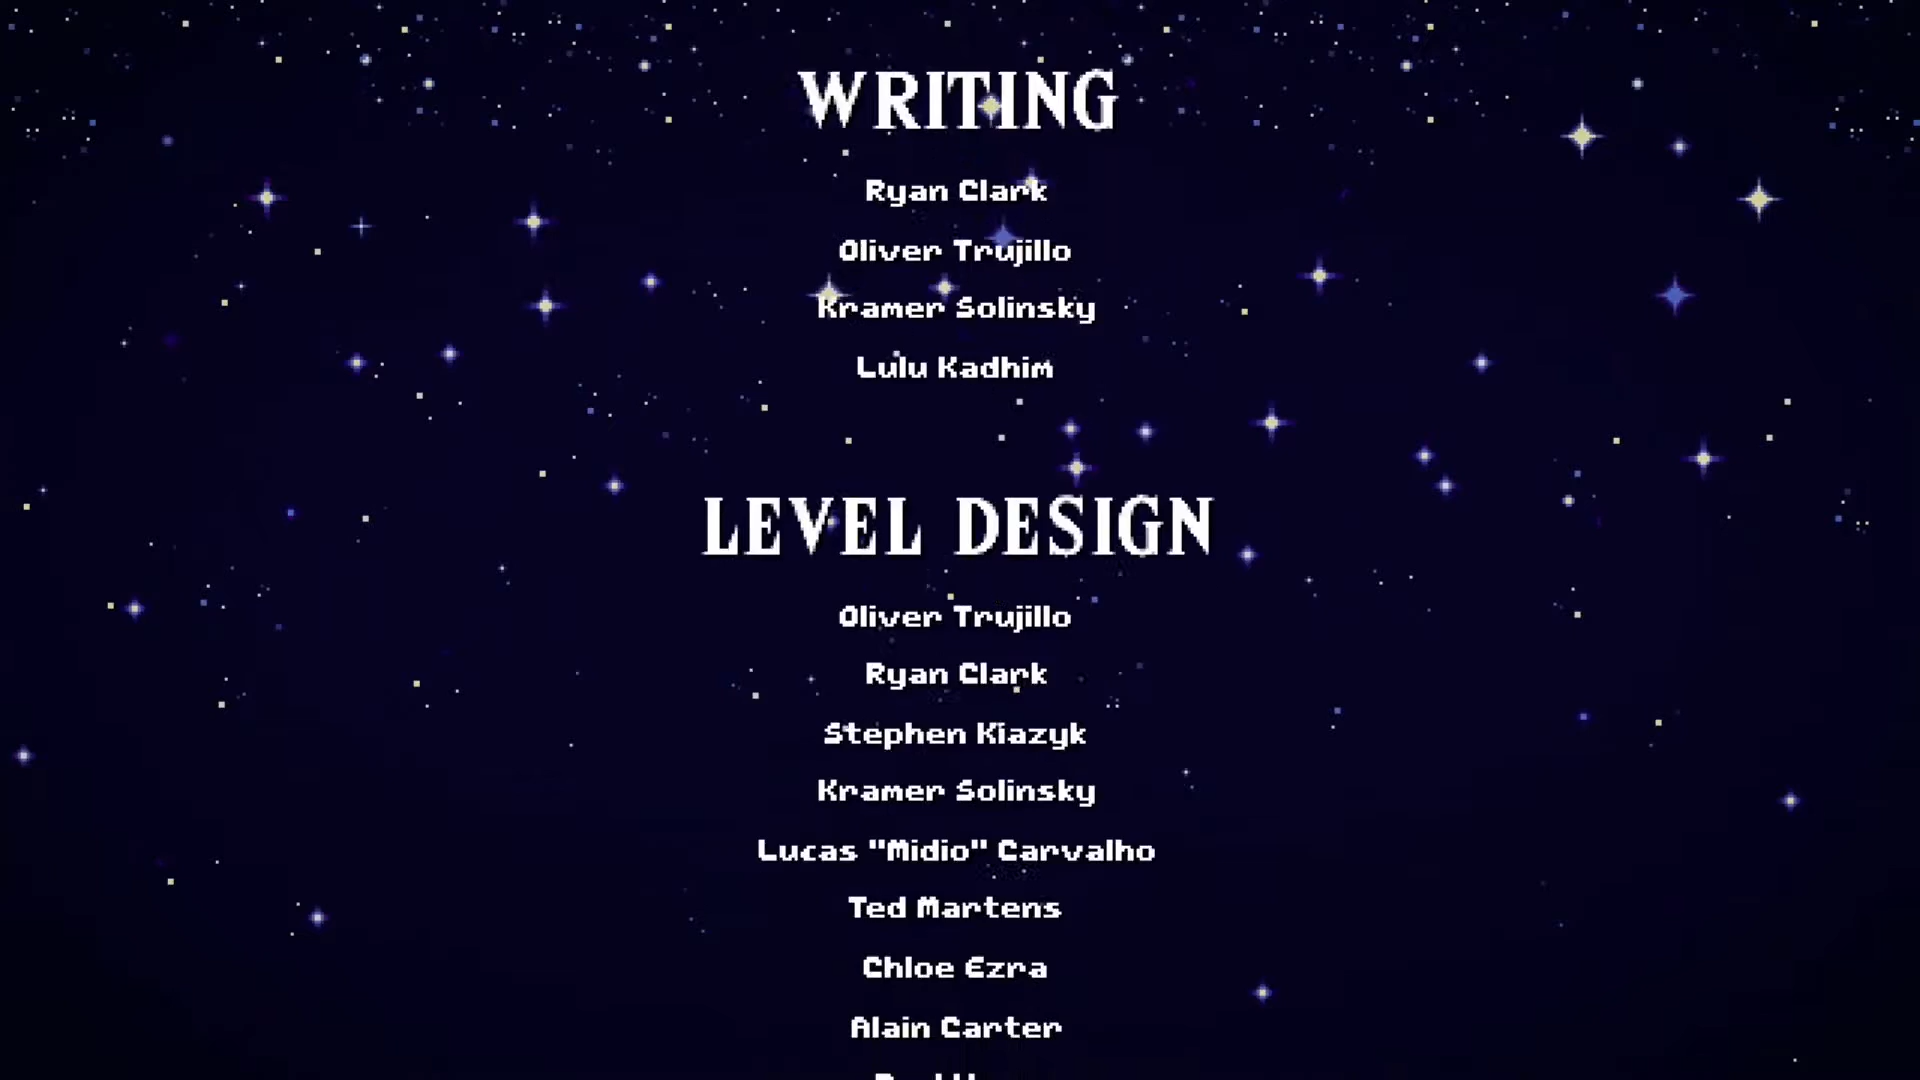 WRITING
Ryan Clark
Oliver Trujillo
Kramer Solinsky
Lulu Kadhim
LEVEL DESIGN
Oliver Trujillo
Ryan Clark
Stephen Kiazyk
Kramer Solinsky
Lucas "Midio" Carvalho
Ted Martens
Chloe Ezra
Alain Carter